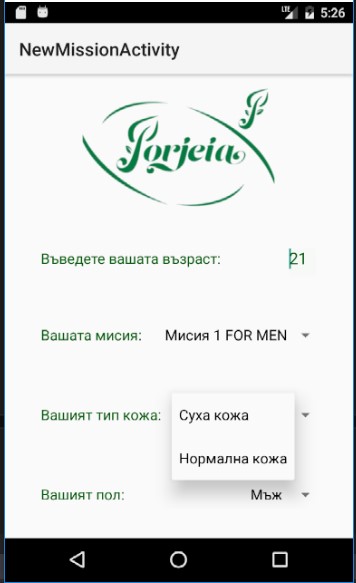 LTE 5:26
NewMissionActivity
Porjeia
Въведете вашата възраст: 21
Вашата мисия: Мисия 1 FOR MEN
Вашият тип кожа: Суха кожа
Нормална кожа
Вашият пол: Мъж